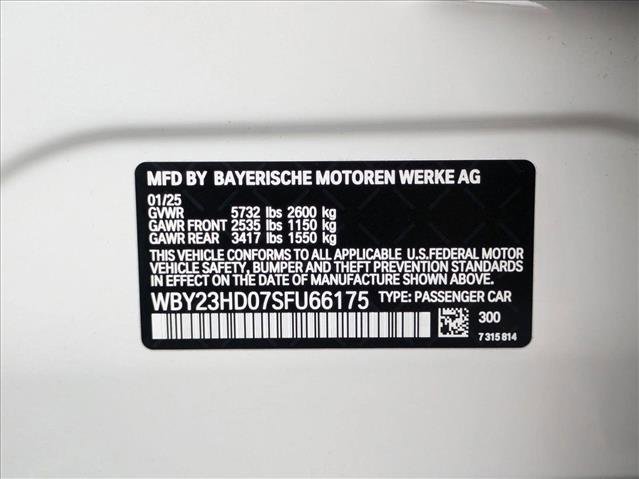 MFD BY BAYERISCHE MOTOREN WERKE AG
01/25
GVWR 5732 lbs 2600 kg
GAWR FRONT 2535 lbs 1150 kg
GAWR REAR 3417 lbs 1550 kg
THIS VEHICLE CONFORMS TO ALL APPLICABLE U.S.FEDERAL MOTOR
VEHICLE SAFETY, BUMPER AND THEFT PREVENTION STANDARDS
IN EFFECT ON THE DATE OF MANUFACTURE SHOWN ABOVE.
WBY23HD07SFU66175 TYPE: PASSENGER CAR
300
7 315 814